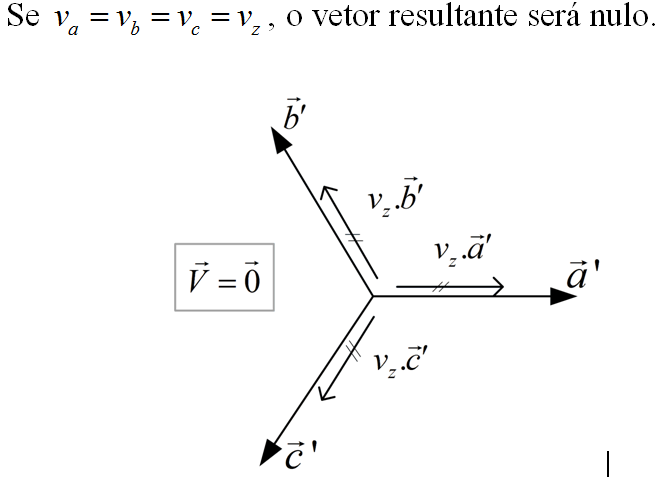 Se v_a = v_b = v_c = v_z, o vetor resultante será nulo.
b⃗'
v_z.b⃗'
v_z.a⃗'
a⃗'
V⃗ = 0⃗
v_z.c⃗'
c⃗'